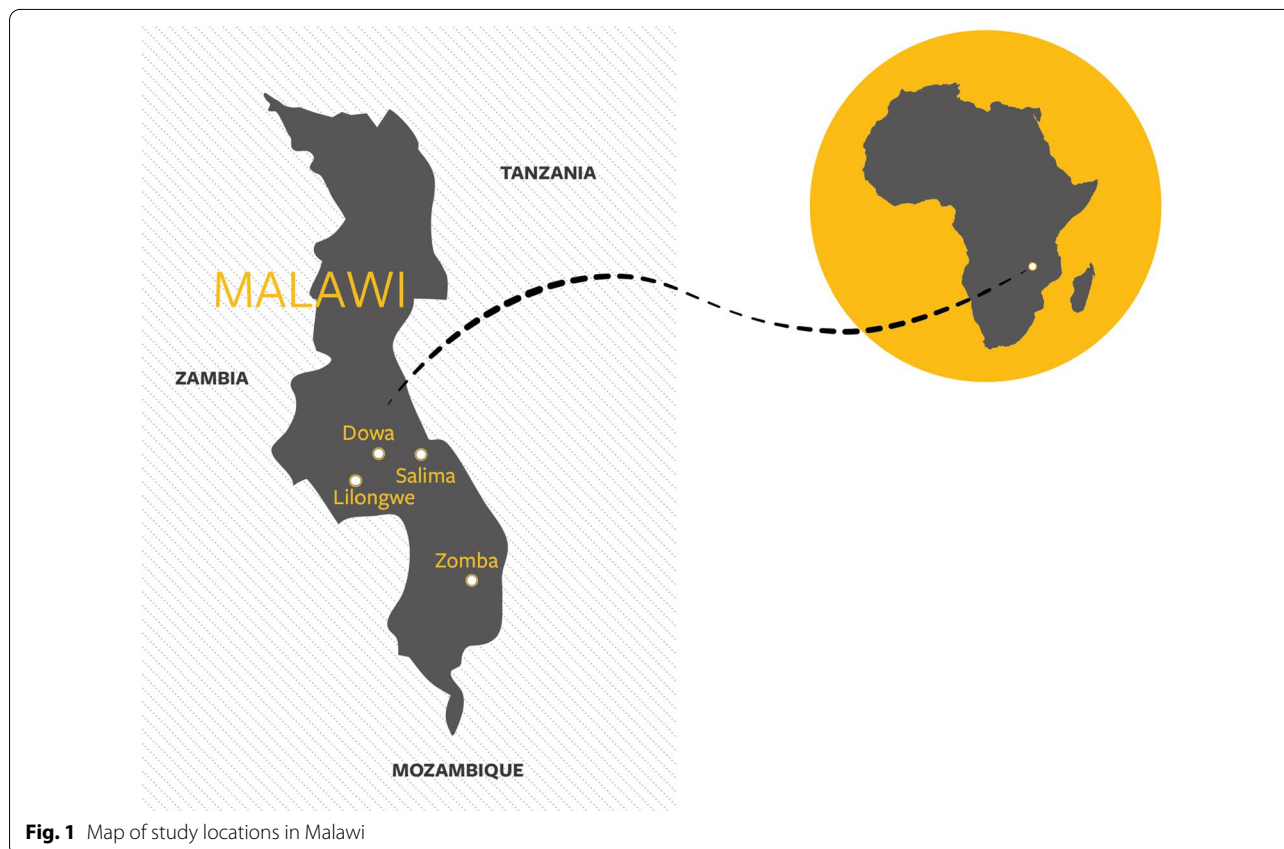 TANZANIA
MALAWI
ZAMBIA
Dowa
Salima
Lilongwe
Zomba
MOZAMBIQUE
Fig. 1 Map of study locations in Malawi